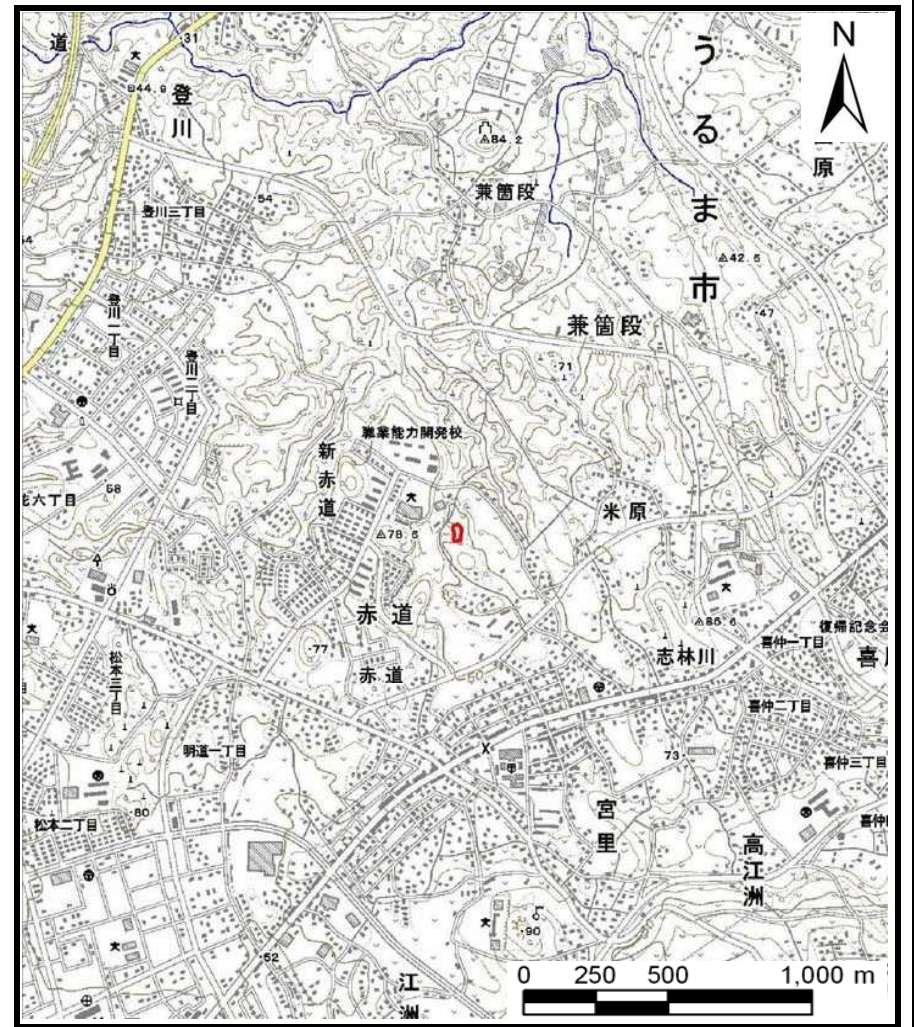 道
・31
N
44.9
登川
うるま市
84.2
兼箇段
原
登川三丁目
・54
54
42.5
・47
登川一丁目
兼箇段
登川二丁目
71
職業能力開発校
新赤道
58
花六丁目
米原
78.5
赤道
85.6
復帰記念会
喜仲一丁目
志林川
・77
赤道
60
松本三丁目
喜仲二丁目
明道一丁目
73
喜仲三丁目
・80
松本二丁目
宮里
喜仲
高江洲
・90
52
江洲
0 250 500 1,000 m